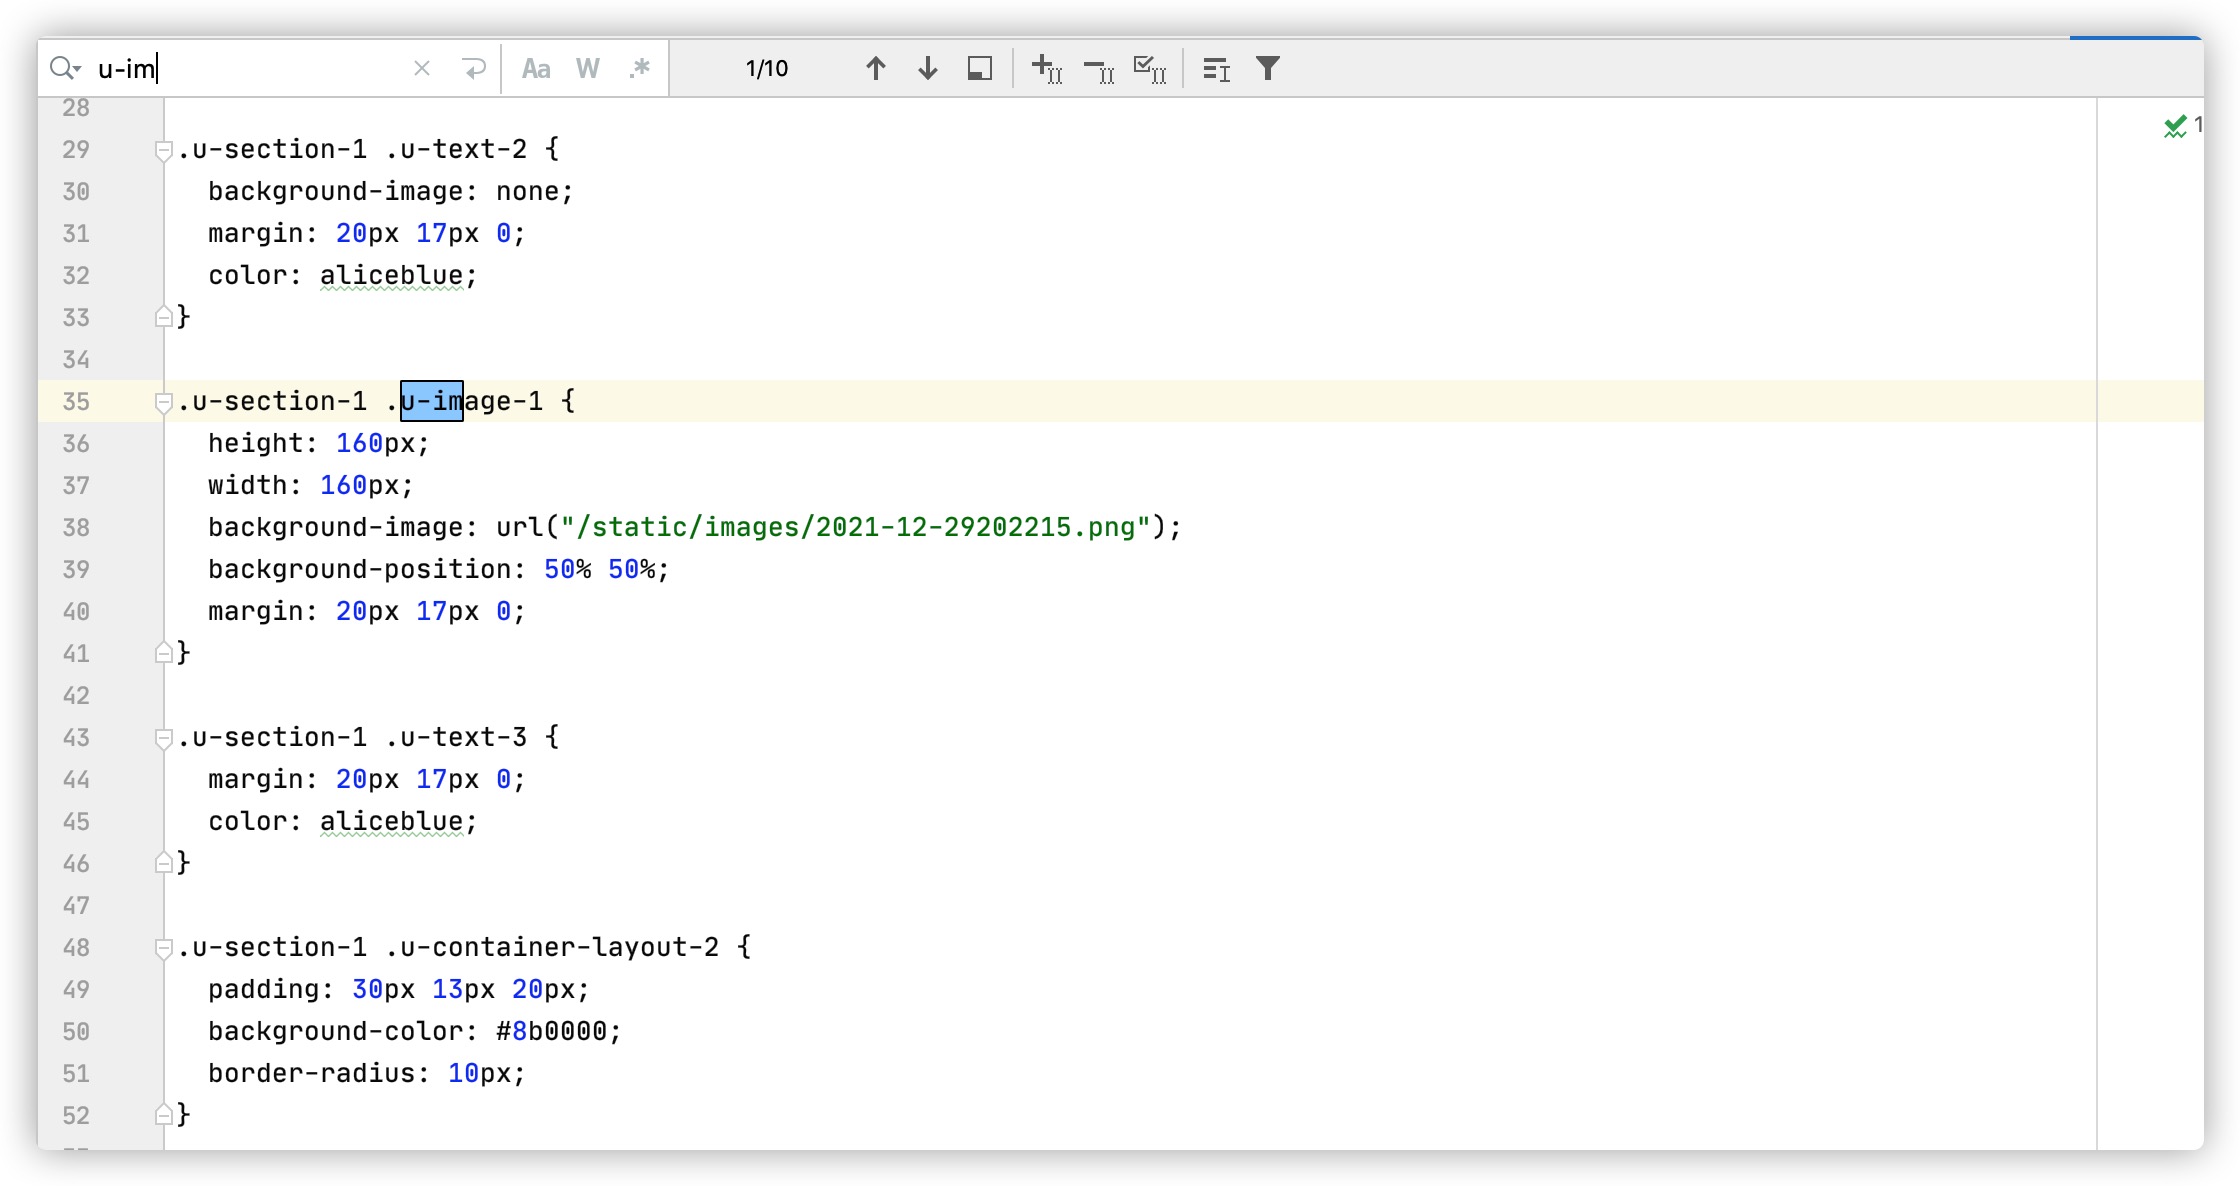 u-im Aa W .* 1/10
28
29 .u-section-1 .u-text-2 {
30 background-image: none;
31 margin: 20px 17px 0;
32 color: aliceblue;
33 }
34
35 .u-section-1 .u-image-1 {
36 height: 160px;
37 width: 160px;
38 background-image: url("/static/images/2021-12-29202215.png");
39 background-position: 50% 50%;
40 margin: 20px 17px 0;
41 }
42
43 .u-section-1 .u-text-3 {
44 margin: 20px 17px 0;
45 color: aliceblue;
46 }
47
48 .u-section-1 .u-container-layout-2 {
49 padding: 30px 13px 20px;
50 background-color: #8b0000;
51 border-radius: 10px;
52 }
1